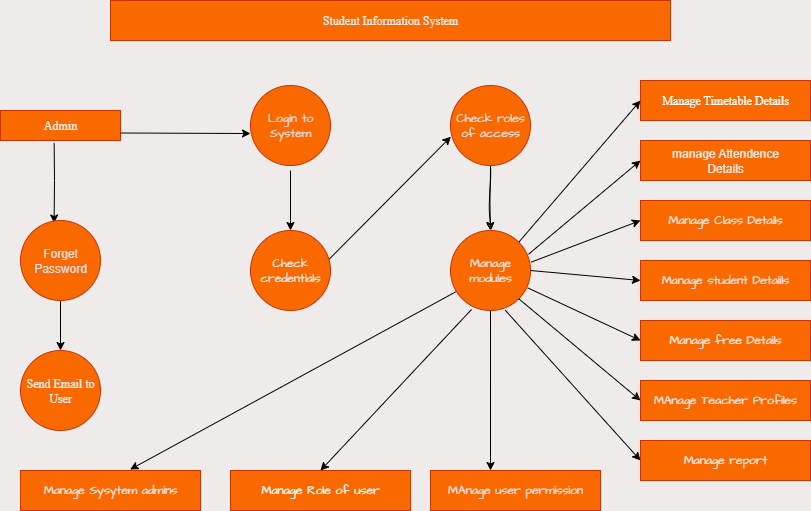 Student Information System
Admin
Login to
System
Check roles
of access
Manage Timetable Details
manage Attendence
Details
Manage Class Details
Forget
Password
Check
credentials
Manage
modules
Manage student Details
Manage free Details
Send Email to
User
MAnage Teacher Profiles
Manage report
Manage Sysytem admins
Manage Role of user
MAnage user permission